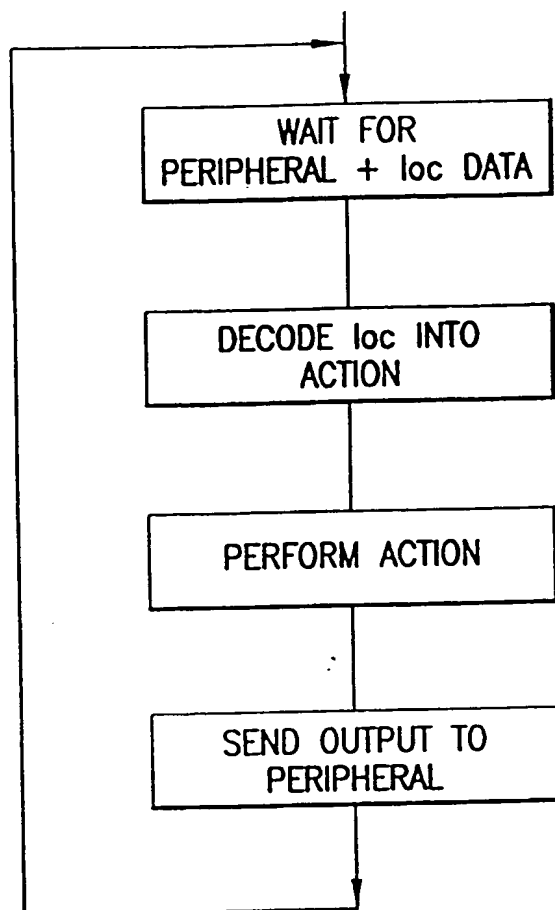 WAIT FOR
PERIPHERAL + loc DATA
DECODE loc INTO
ACTION
PERFORM ACTION
SEND OUTPUT TO
PERIPHERAL